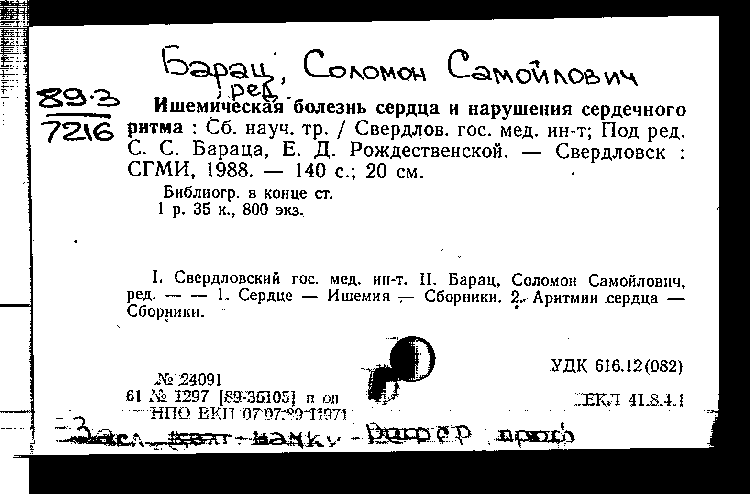 Барац, Соломон Самойлович
ред.
89-3
7216
Ишемическая болезнь сердца и нарушения сердечного
ритма : Сб. науч. тр. / Свердлов. гос. мед. ин-т; Под ред.
С. С. Бараца, Е. Д. Рождественской. — Свердловск :
СГМИ, 1988. — 140 с.; 20 см.
Библиогр. в конце ст.
1 р. 35 к., 800 экз.
I. Свердловский гос. мед. ин-т. II. Барац, Соломон Самойлович,
ред. — — 1. Сердце — Ишемия — Сборники. 2. Аритмии сердца —
Сборники.
УДК 616.12(082)
№ 24091
61 № 1297 [89-35105] п оп
НПО ВКП 07.07.89 11971
ЕКЛ 41.8.4.1